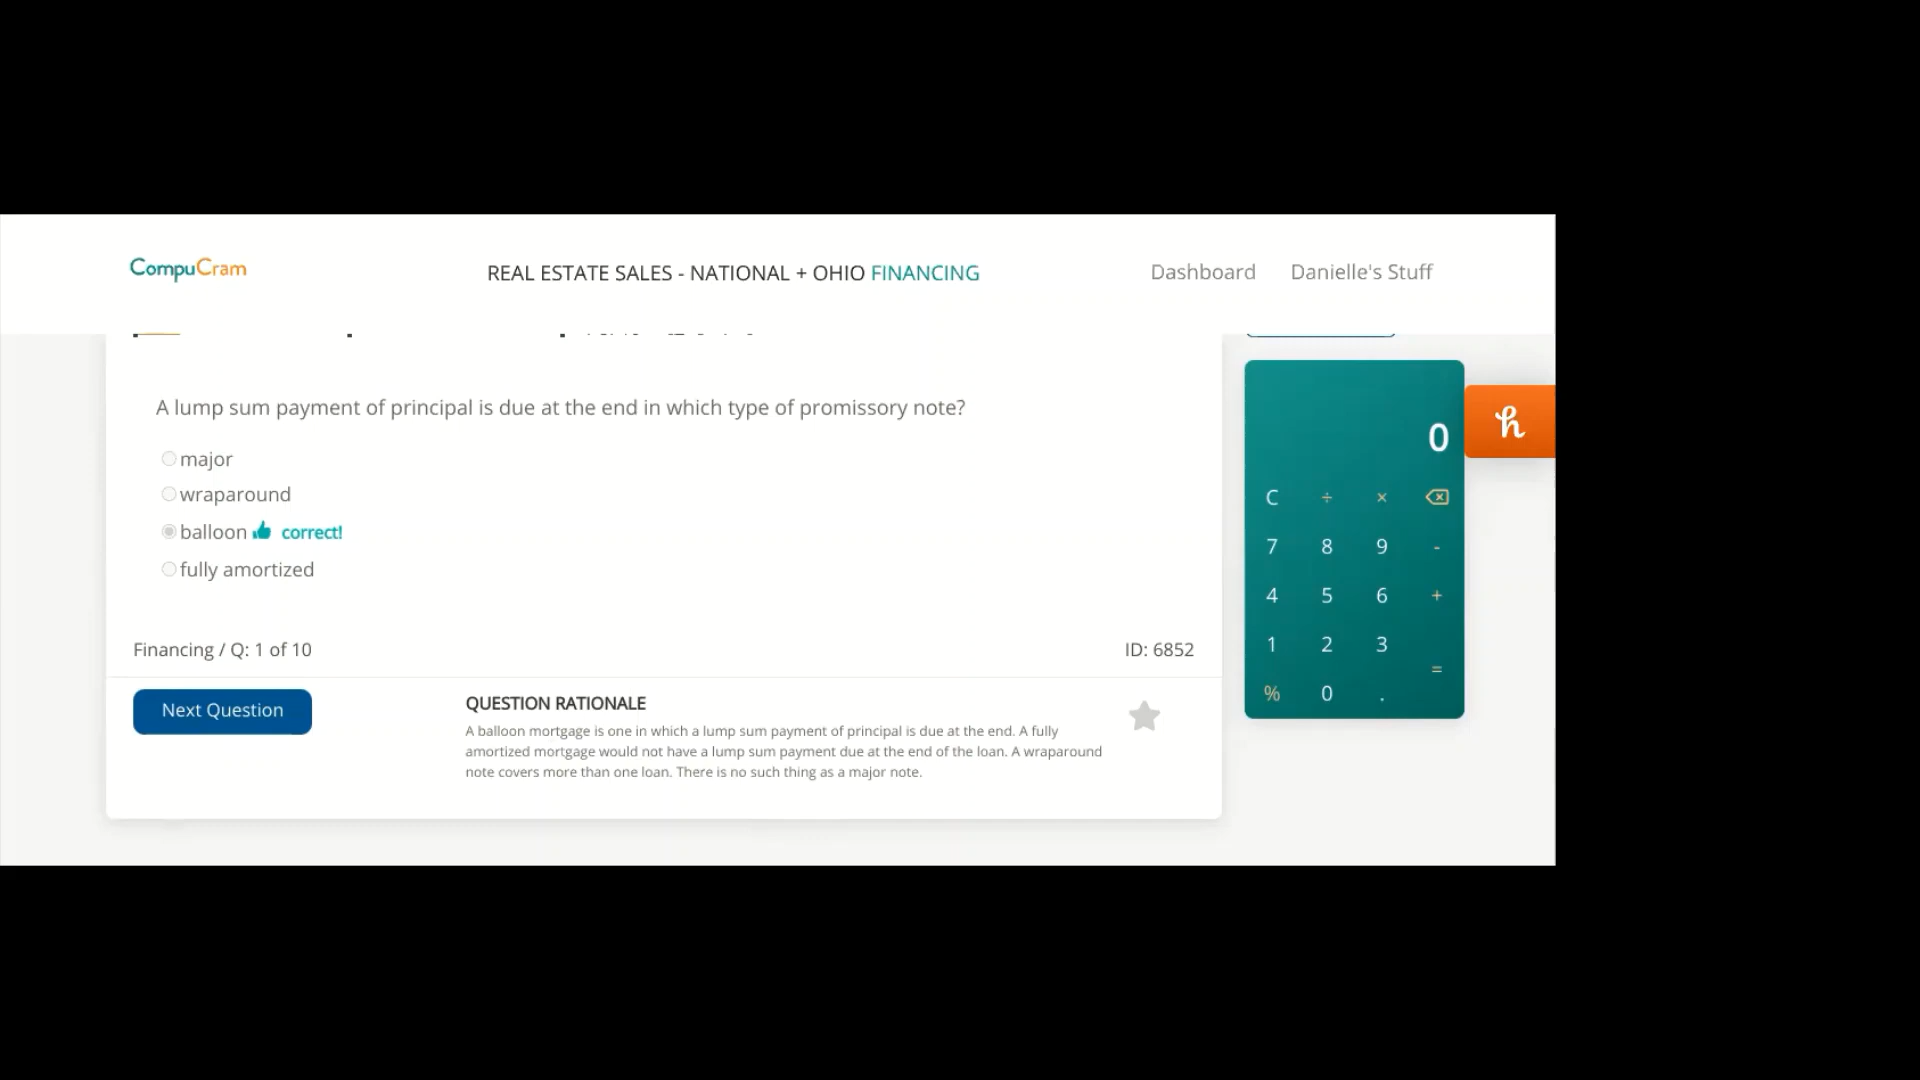 CompuCram
REAL ESTATE SALES - NATIONAL + OHIO FINANCING
Dashboard
Danielle's Stuff
A lump sum payment of principal is due at the end in which type of promissory note?
major
wraparound
balloon correct!
fully amortized
Financing / Q: 1 of 10
ID: 6852
Next Question
QUESTION RATIONALE
A balloon mortgage is one in which a lump sum payment of principal is due at the end. A fully
amortized mortgage would not have a lump sum payment due at the end of the loan. A wraparound
note covers more than one loan. There is no such thing as a major note.
0
h
C ÷ ×
7 8 9 -
4 5 6 +
1 2 3
=
% 0 .